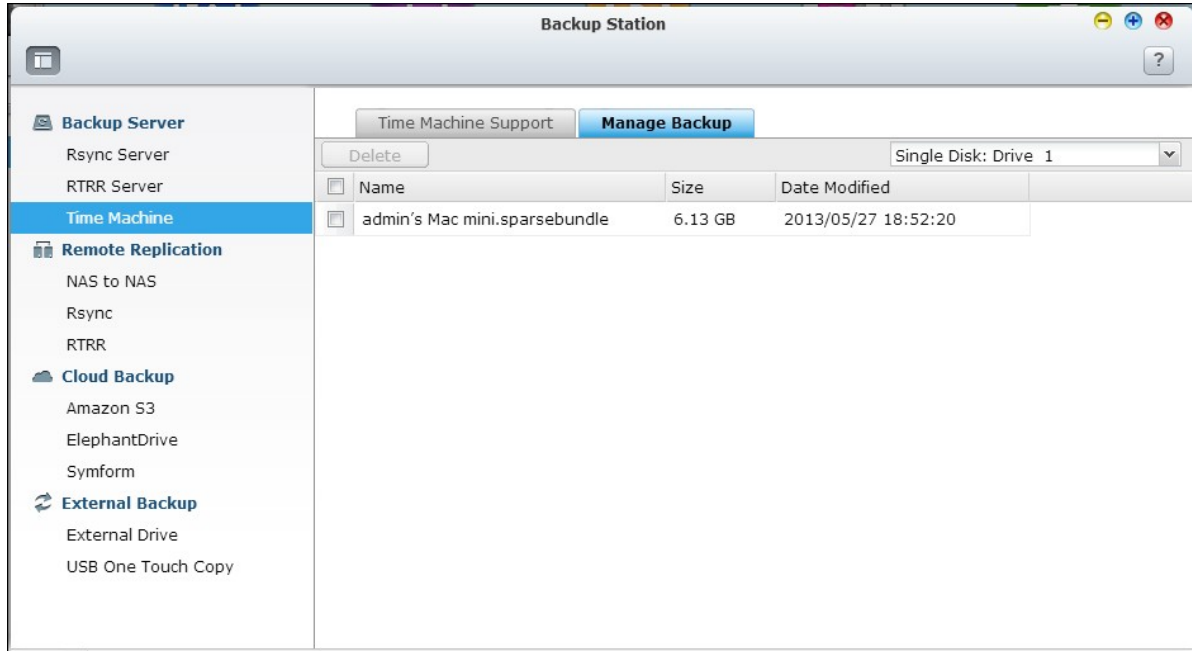 Backup Station
?
Backup Server
Rsync Server
RTRR Server
Time Machine
Remote Replication
NAS to NAS
Rsync
RTRR
Cloud Backup
Amazon S3
ElephantDrive
Symform
External Backup
External Drive
USB One Touch Copy
Time Machine Support Manage Backup
Delete Single Disk: Drive 1
Name Size Date Modified
admin's Mac mini.sparsebundle 6.13 GB 2013/05/27 18:52:20